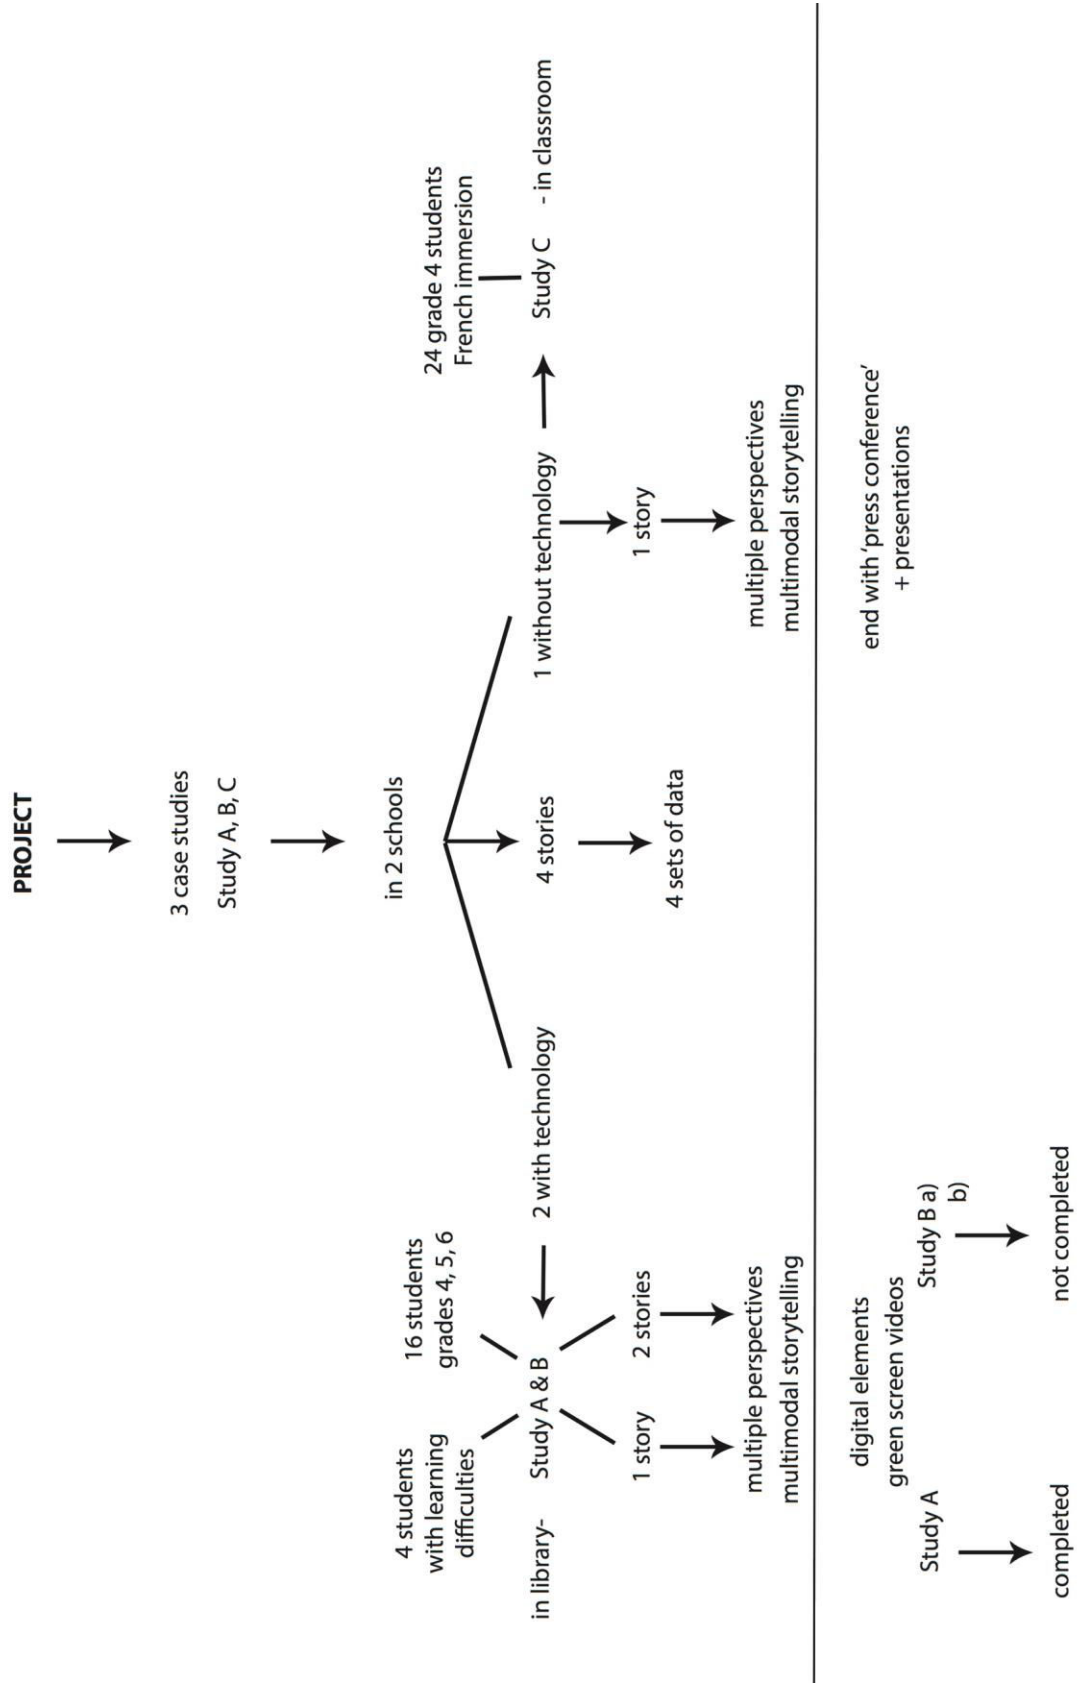 PROJECT
3 case studies
Study A, B, C
in 2 schools
4 students
with learning
difficulties
16 students
grades 4, 5, 6
24 grade 4 students
French immersion
in library-
Study A & B
2 with technology
4 stories
1 without technology
Study C
- in classroom
1 story
2 stories
4 sets of data
1 story
multiple perspectives
multimodal storytelling
multiple perspectives
multimodal storytelling
digital elements
green screen videos
end with ‘press conference’
+ presentations
Study A
Study B a)
b)
completed
not completed